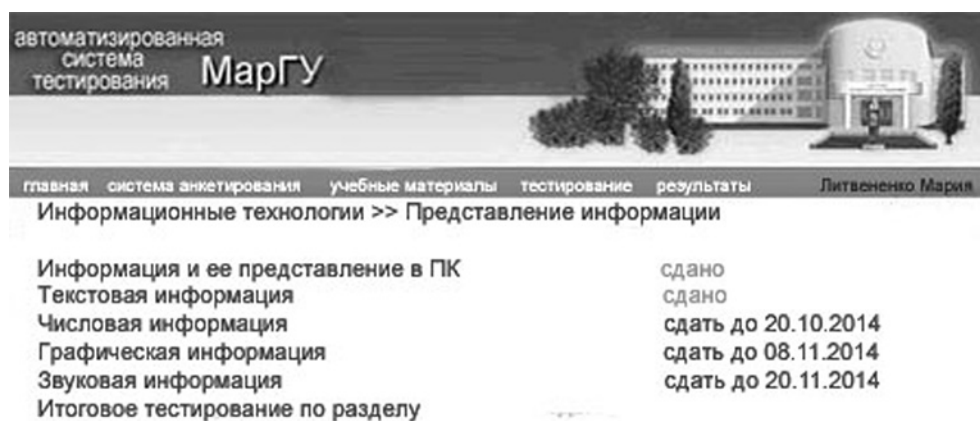 автоматизированная
система
тестирования МарГУ
главная система анкетирования учебные материалы тестирование результаты Литвененко Мария
Информационные технологии >> Представление информации
Информация и ее представление в ПК сдано
Текстовая информация сдано
Числовая информация сдать до 20.10.2014
Графическая информация сдать до 08.11.2014
Звуковая информация сдать до 20.11.2014
Итоговое тестирование по разделу